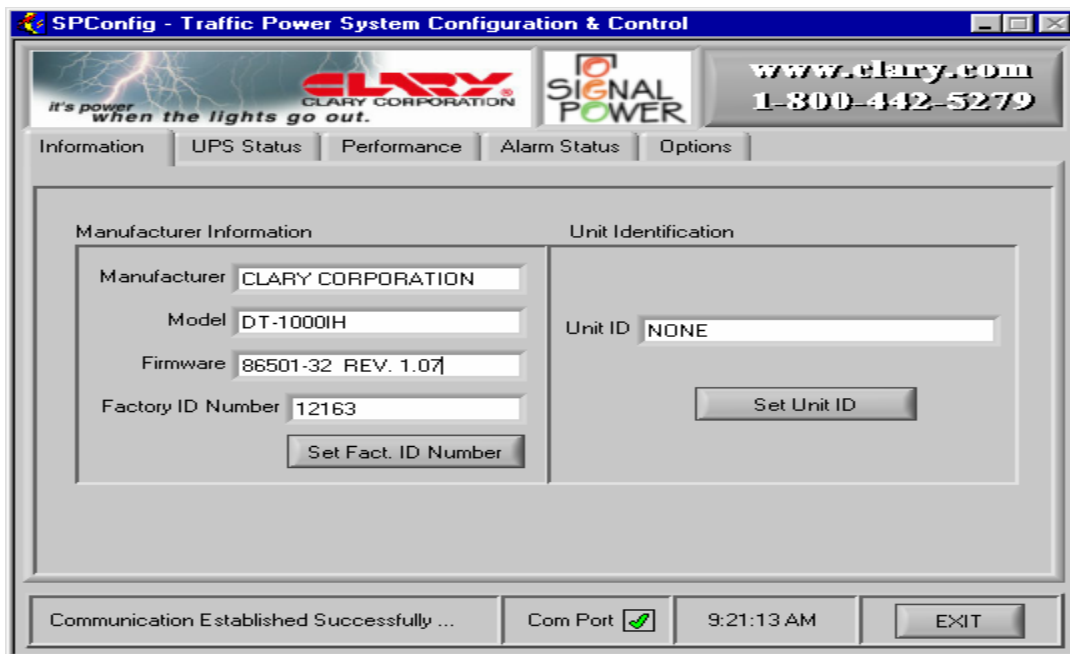 SPConfig - Traffic Power System Configuration & Control
it's power
when the lights go out.
CLARY®
CLARY CORPORATION
SIGNAL
POWER
www.clary.com
1-800-442-5279
Information
UPS Status
Performance
Alarm Status
Options
Manufacturer Information
Manufacturer CLARY CORPORATION
Model DT-1000IH
Firmware 86501-32 REV. 1.07
Factory ID Number 12163
Set Fact. ID Number
Unit Identification
Unit ID NONE
Set Unit ID
Communication Established Successfully ...
Com Port
9:21:13 AM
EXIT